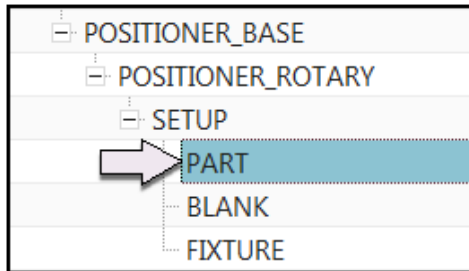 POSITIONER_BASE
POSITIONER_ROTARY
SETUP
PART
BLANK
FIXTURE